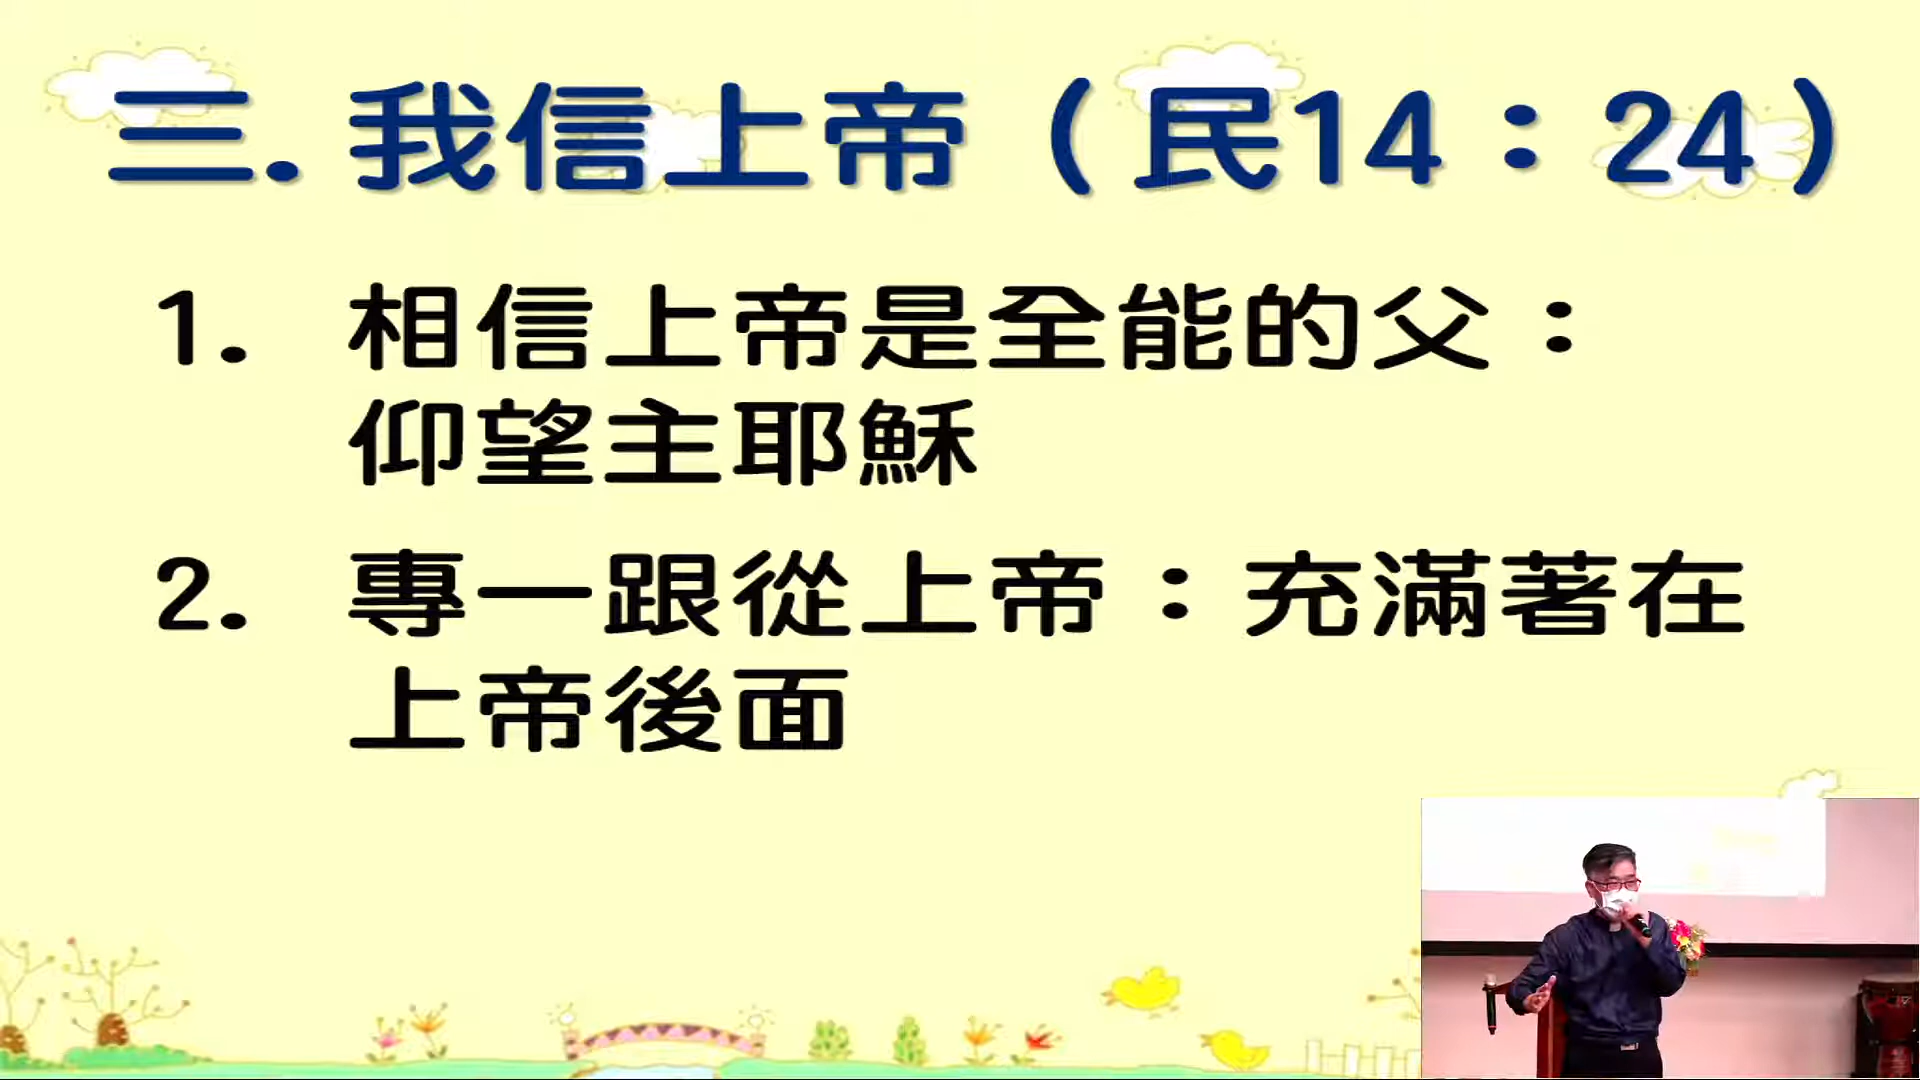 三. 我信上帝（民14：24）
1. 相信上帝是全能的父：
仰望主耶穌
2. 專一跟從上帝：充滿著在
上帝後面